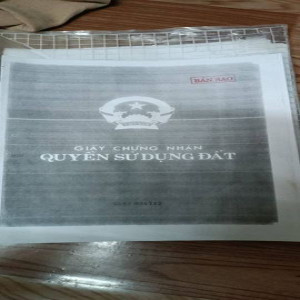 BẢN SAO
GIẤY CHỨNG NHẬN
QUYỀN SỬ DỤNG ĐẤT